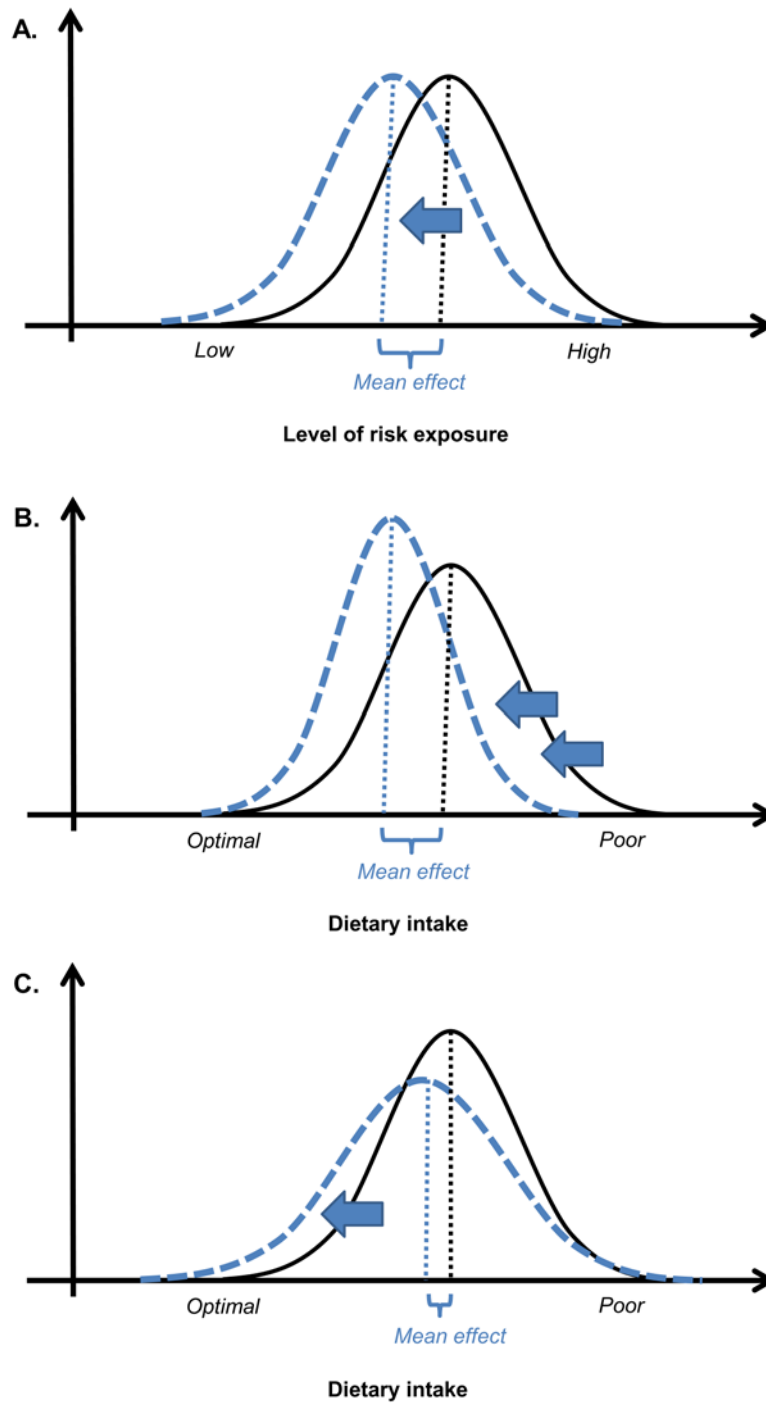 A.
Low High
Mean effect
Level of risk exposure
B.
Optimal Poor
Mean effect
Dietary intake
C.
Optimal Poor
Mean effect
Dietary intake